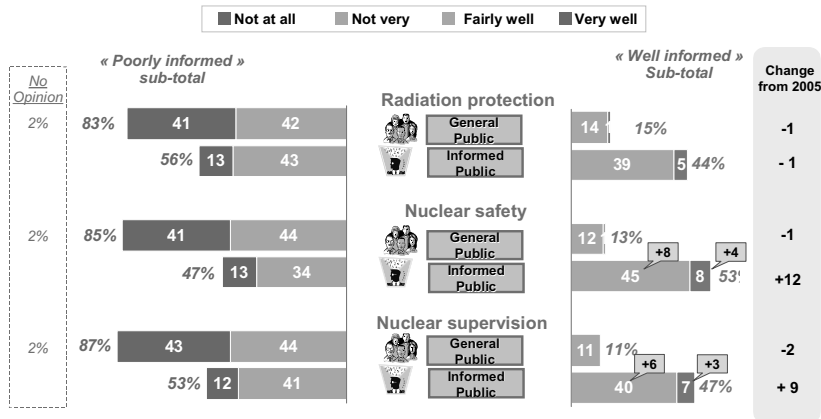 Not at all Not very Fairly well Very well
« Poorly informed »
sub-total
« Well informed »
Sub-total
Change
from 2005
No
Opinion
Radiation protection
2% 83% 41 42 General
Public 14 1 15% -1
56% 13 43 Informed
Public 39 5 44% - 1
Nuclear safety
2% 85% 41 44 General
Public 12 1 13% -1
47% 13 34 Informed
Public 45 +8 8 +4 53% +12
Nuclear supervision
2% 87% 43 44 General
Public 11 11% -2
53% 12 41 Informed
Public 40 +6 7 +3 47% + 9